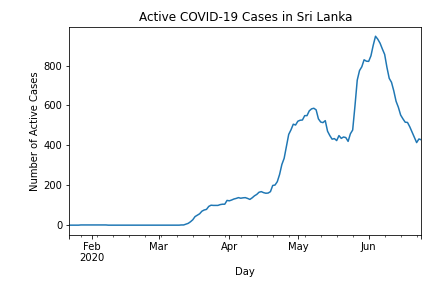 Active COVID-19 Cases in Sri Lanka
Number of Active Cases
800
600
400
200
0
Feb Mar Apr May Jun
2020
Day